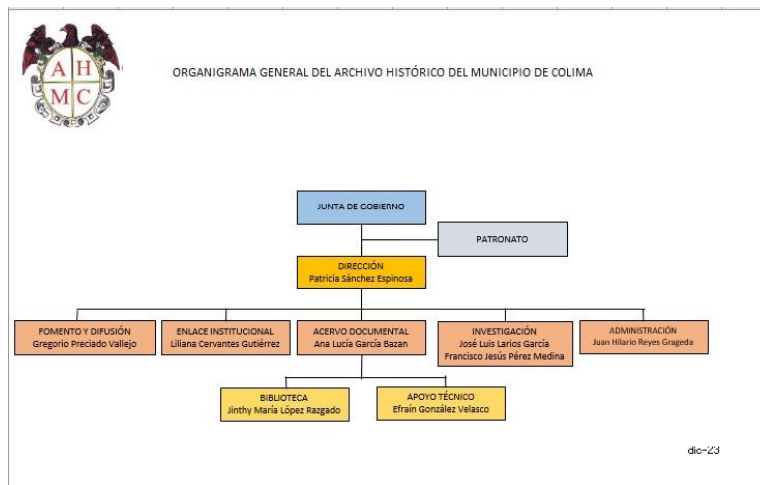 A H
M C
ORGANIGRAMA GENERAL DEL ARCHIVO HISTÓRICO DEL MUNICIPIO DE COLIMA
JUNTA DE GOBIERNO
PATRONATO
DIRECCIÓN
Patricia Sánchez Espinosa
FOMENTO Y DIFUSIÓN
Gregorio Preciado Vallejo
ENLACE INSTITUCIONAL
Liliana Cervantes Gutiérrez
ACERVO DOCUMENTAL
Ana Lucía García Bazan
INVESTIGACIÓN
José Luis Larios García
Francisco Jesús Pérez Medina
ADMINISTRACIÓN
Juan Hilario Reyes Grageda
BIBLIOTECA
Jinthy María López Razgado
APOYO TÉCNICO
Efraín González Velasco
dic-23